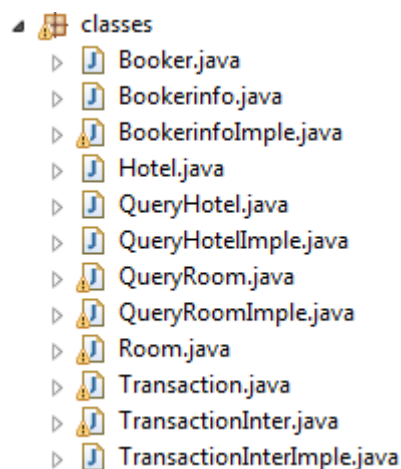 classes
Booker.java
Bookerinfo.java
BookerinfoImple.java
Hotel.java
QueryHotel.java
QueryHotelImple.java
QueryRoom.java
QueryRoomImple.java
Room.java
Transaction.java
TransactionInter.java
TransactionInterImple.java